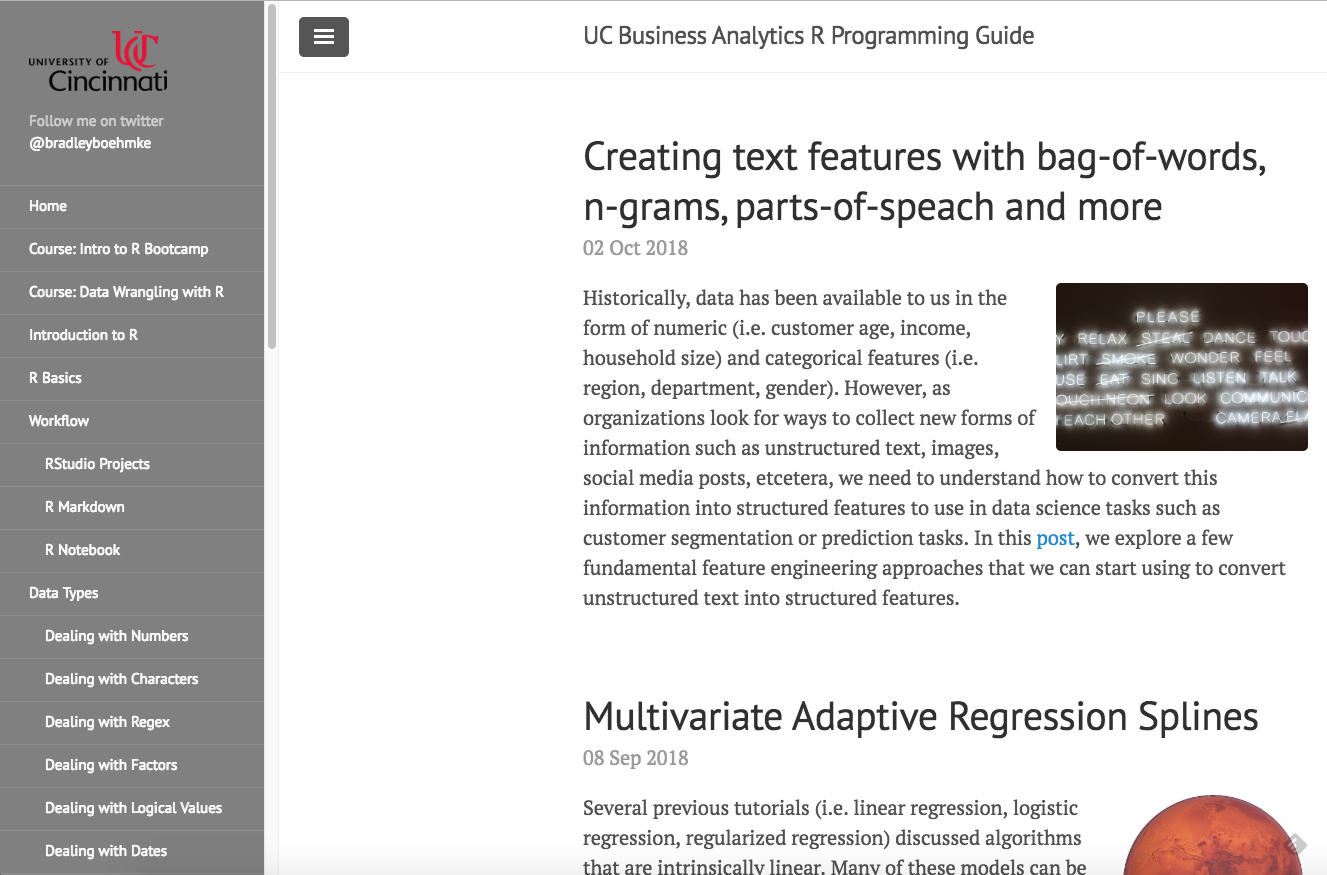 UNIVERSITY OF
Cincinnati
Follow me on twitter
@bradleyboehmke
Home
Course: Intro to R Bootcamp
Course: Data Wrangling with R
Introduction to R
R Basics
Workflow
RStudio Projects
R Markdown
R Notebook
Data Types
Dealing with Numbers
Dealing with Characters
Dealing with Regex
Dealing with Factors
Dealing with Logical Values
Dealing with Dates
UC Business Analytics R Programming Guide
Creating text features with bag-of-words,
n-grams, parts-of-speach and more
02 Oct 2018
Historically, data has been available to us in the
form of numeric (i.e. customer age, income,
household size) and categorical features (i.e.
region, department, gender). However, as
organizations look for ways to collect new forms of
information such as unstructured text, images,
social media posts, etcetera, we need to understand how to convert this
information into structured features to use in data science tasks such as
customer segmentation or prediction tasks. In this post, we explore a few
fundamental feature engineering approaches that we can start using to convert
unstructured text into structured features.
PLEASE
Y RELAX STEAL DANCE TOUC
LIRT SMOKE WONDER FEEL
USE EAT SING LISTEN TALK
OUCH NEON LOOK COMMUNIC
EACH OTHER CAMERA FLA
Multivariate Adaptive Regression Splines
08 Sep 2018
Several previous tutorials (i.e. linear regression, logistic
regression, regularized regression) discussed algorithms
that are intrinsically linear. Many of these models can be